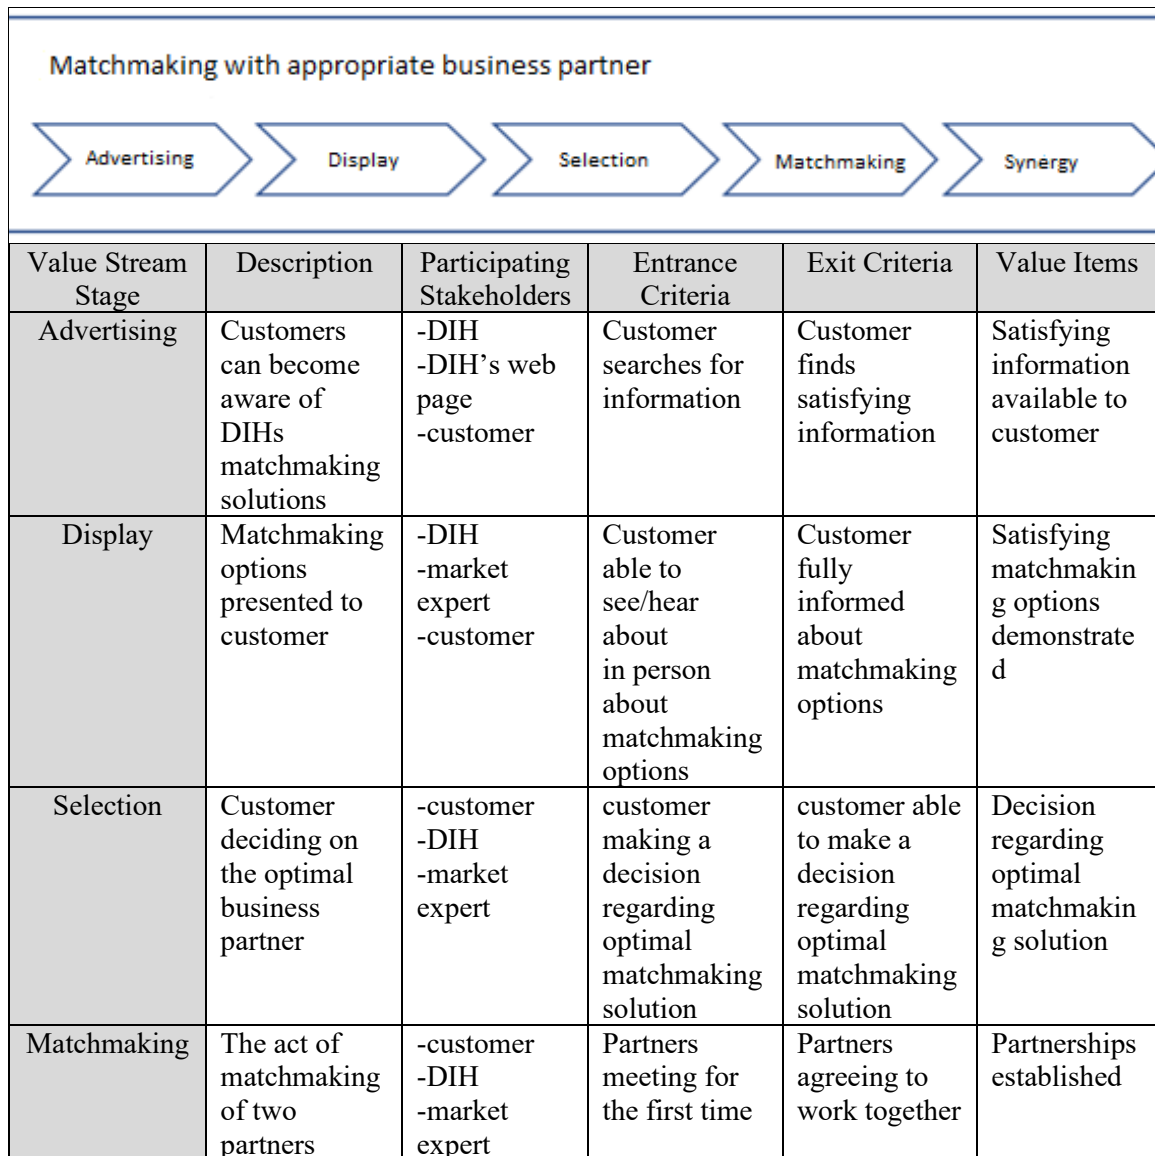 Matchmaking with appropriate business partner
Advertising
Display
Selection
Matchmaking
Synergy
Value Stream
Stage
Description
Participating
Stakeholders
Entrance
Criteria
Exit Criteria
Value Items
Advertising
Customers
can become
aware of
DIHs
matchmaking
solutions
-DIH
-DIH’s web
page
-customer
Customer
searches for
information
Customer
finds
satisfying
information
Satisfying
information
available to
customer
Display
Matchmaking
options
presented to
customer
-DIH
-market
expert
-customer
Customer
able to
see/hear
about
in person
about
matchmaking
options
Customer
fully
informed
about
matchmaking
options
Satisfying
matchmakin
g options
demonstrate
d
Selection
Customer
deciding on
the optimal
business
partner
-customer
-DIH
-market
expert
customer
making a
decision
regarding
optimal
matchmaking
solution
customer able
to make a
decision
regarding
optimal
matchmaking
solution
Decision
regarding
optimal
matchmakin
g solution
Matchmaking
The act of
matchmaking
of two
partners
-customer
-DIH
-market
expert
Partners
meeting for
the first time
Partners
agreeing to
work together
Partnerships
established